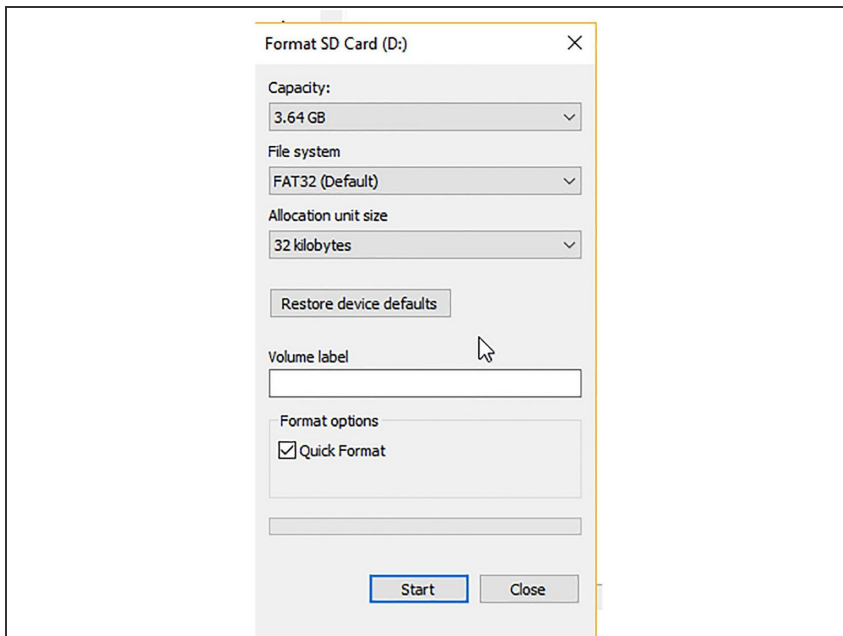 Format SD Card (D:)
Capacity:
3.64 GB
File system
FAT32 (Default)
Allocation unit size
32 kilobytes
Restore device defaults
Volume label
Format options
Quick Format
Start
Close